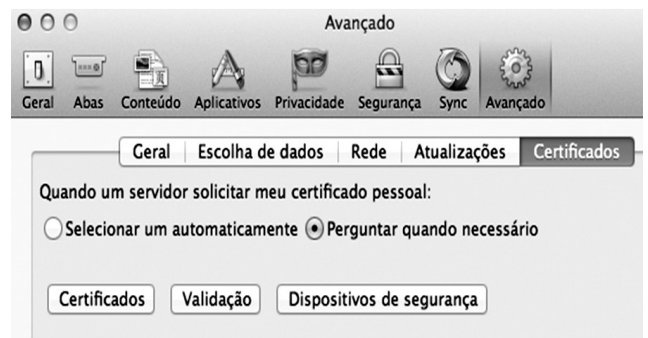 Avançado
Geral Abas Conteúdo Aplicativos Privacidade Segurança Sync Avançado
Geral Escolha de dados Rede Atualizações Certificados
Quando um servidor solicitar meu certificado pessoal:
Selecionar um automaticamente Perguntar quando necessário
Certificados Validação Dispositivos de segurança